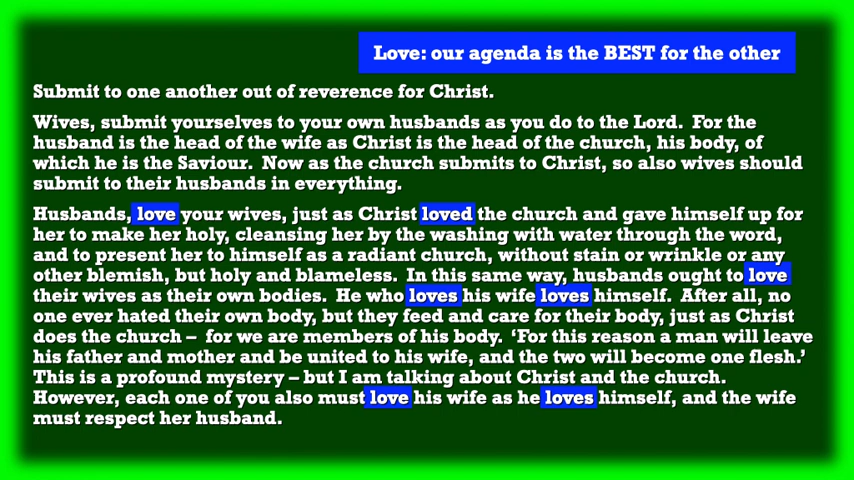 Love: our agenda is the BEST for the other
Submit to one another out of reverence for Christ.
Wives, submit yourselves to your own husbands as you do to the Lord.  For the
husband is the head of the wife as Christ is the head of the church, his body, of
which he is the Saviour.  Now as the church submits to Christ, so also wives should
submit to their husbands in everything.
Husbands, love your wives, just as Christ loved the church and gave himself up for
her to make her holy, cleansing her by the washing with water through the word,
and to present her to himself as a radiant church, without stain or wrinkle or any
other blemish, but holy and blameless.  In this same way, husbands ought to love
their wives as their own bodies.  He who loves his wife loves himself.  After all, no
one ever hated their own body, but they feed and care for their body, just as Christ
does the church –  for we are members of his body.  ‘For this reason a man will leave
his father and mother and be united to his wife, and the two will become one flesh.’
This is a profound mystery – but I am talking about Christ and the church.
However, each one of you also must love his wife as he loves himself, and the wife
must respect her husband.